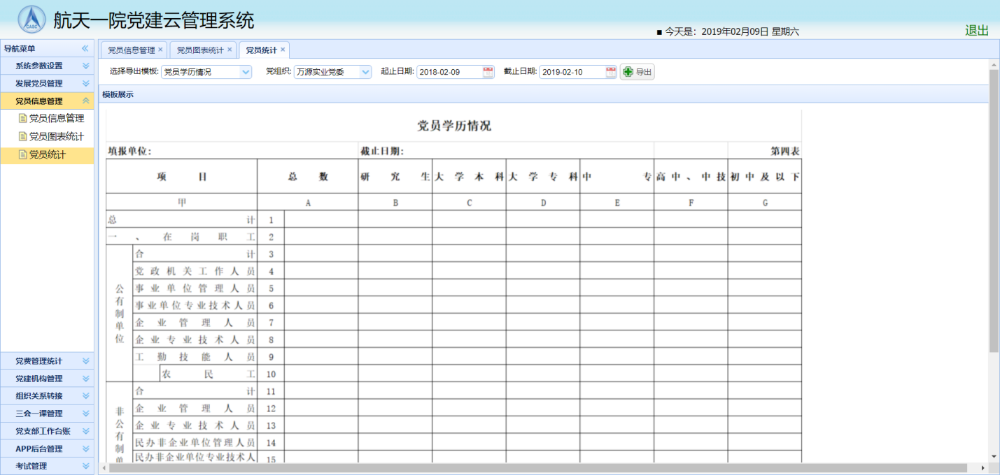 CASC
航天一院党建云管理系统
■ 今天是：2019年02月09日 星期六
退出
导航菜单
系统参数设置
发展党员管理
党员信息管理
党员信息管理
党员图表统计
党员统计
党费管理统计
党建机构管理
组织关系转接
三会一课管理
党支部工作台账
APP后台管理
考试管理
党员信息管理 × 党员图表统计 × 党员统计 ×
选择导出模板: 党员学历情况 党组织: 万源实业党委 起止日期: 2018-02-09 截止日期: 2019-02-10 导出
模板展示
党员学历情况
填报单位: 截止日期: 第四表
项目 总数 研究生 大学本科 大学专科 中专 高中、中技 初中及以下
甲 A B C D E F G
总计 1
一、在岗职工 2
公有制单位
合计 3
党政机关工作人员 4
事业单位管理人员 5
事业单位专业技术人员 6
企业管理人员 7
企业专业技术人员 8
工勤技能人员 9
农民工 10
非公有制单
合计 11
企业管理人员 12
企业专业技术人员 13
民办非企业单位管理人员 14
民办非企业单位专业技术人 15